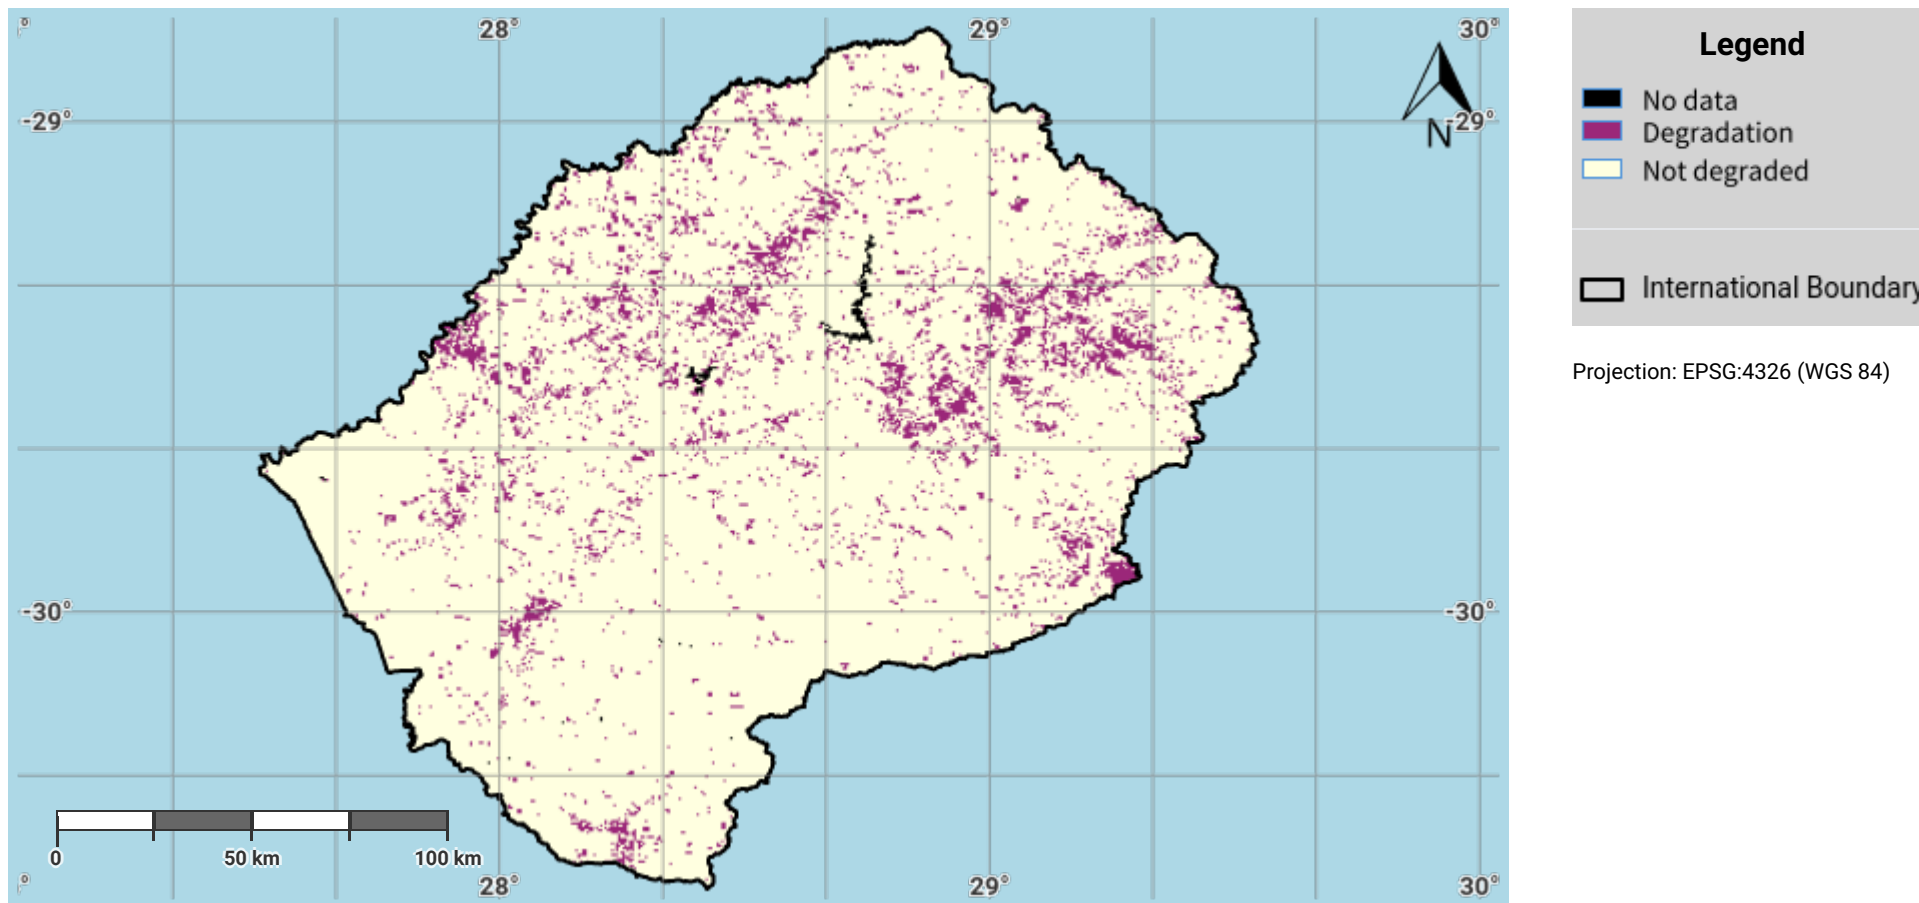 28° 29° 30°
-29° -29°
N
-30° -30°
0 50 km 100 km
28° 29° 30°
Legend
No data
Degradation
Not degraded
International Boundary
Projection: EPSG:4326 (WGS 84)